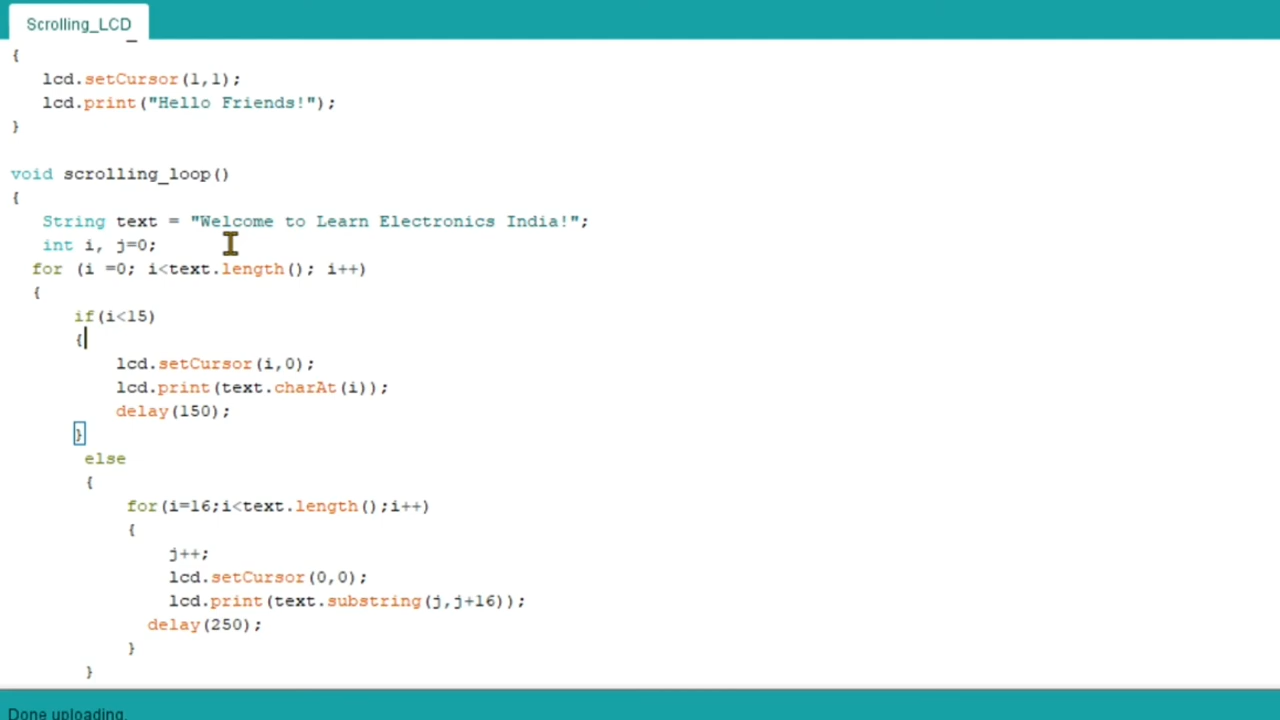 Scrolling_LCD
{
lcd.setCursor(1,1);
lcd.print("Hello Friends!");
}
void scrolling_loop()
{
String text = "Welcome to Learn Electronics India!";
int i, j=0;
for (i =0; i<text.length(); i++)
{
if(i<15)
{
lcd.setCursor(i,0);
lcd.print(text.charAt(i));
delay(150);
}
else
{
for(i=16;i<text.length();i++)
{
j++;
lcd.setCursor(0,0);
lcd.print(text.substring(j,j+16));
delay(250);
}
}
Done uploading.